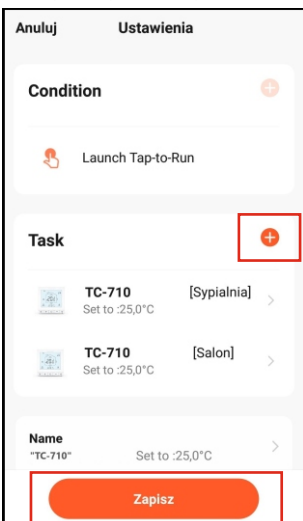 Anuluj Ustawienia
Condition
Launch Tap-to-Run
Task
TC-710 [Sypialnia]
Set to :25,0°C
TC-710 [Salon]
Set to :25,0°C
Name
"TC-710" Set to :25,0°C
Zapisz